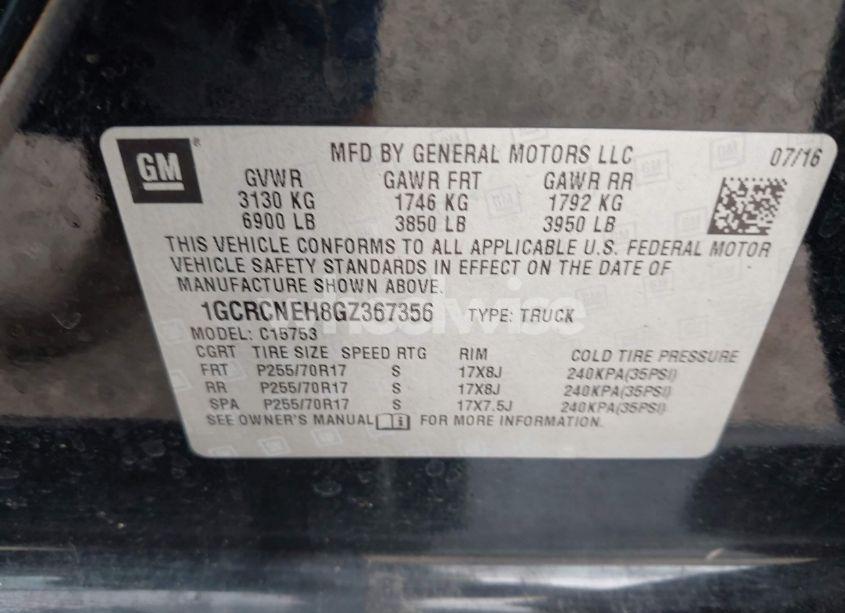 GM
MFD BY GENERAL MOTORS LLC 07/16
GVWR GAWR FRT GAWR RR
3130 KG 1746 KG 1792 KG
6900 LB 3850 LB 3950 LB
THIS VEHICLE CONFORMS TO ALL APPLICABLE U.S. FEDERAL MOTOR
VEHICLE SAFETY STANDARDS IN EFFECT ON THE DATE OF
MANUFACTURE SHOWN ABOVE.
1GCRCNEH8GZ367356 TYPE: TRUCK
MODEL: C15753
CGRT TIRE SIZE SPEED RTG RIM COLD TIRE PRESSURE
FRT P255/70R17 S 17X8J 240KPA(35PSI)
RR P255/70R17 S 17X8J 240KPA(35PSI)
SPA P255/70R17 S 17X7.5J 240KPA(35PSI)
SEE OWNER'S MANUAL FOR MORE INFORMATION.